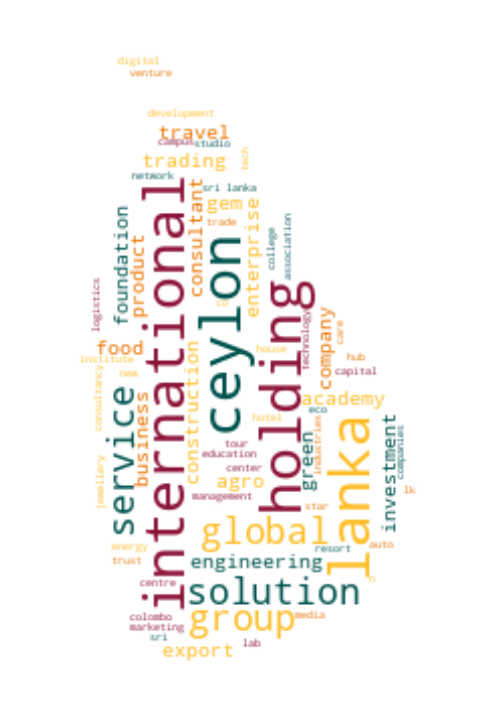 digital
venture
development
travel
campus
studio
trading
tech
network
sri lanka
international
consultant
gem
enterprise
foundation
product
trade
college
association
ceylon
logistics
holding
co
technology
company
care
food
institute
house
hub
capital
new
consultancy
construction
business
service
academy
eco
hotel
lanka
industries
green
investment
companies
tour
education
center
agro
management
jewellery
lk
star
global
energy
trust
engineering
resort
auto
centre
solution
n
group
media
colombo
marketing
sri
lab
export